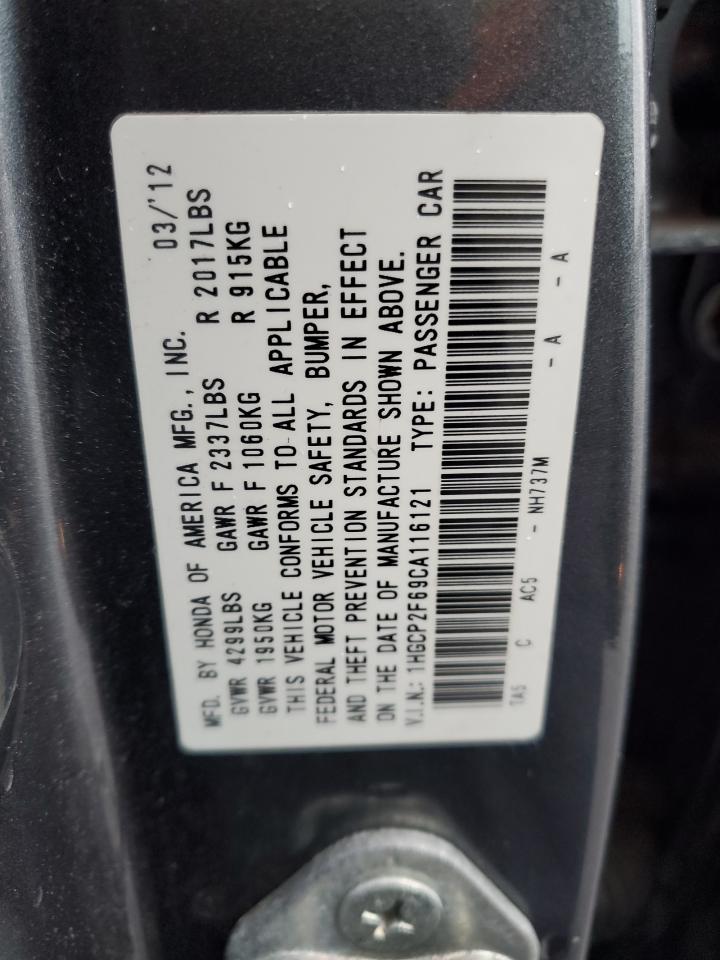 MFD. BY HONDA OF AMERICA MFG., INC. 03/'12
GVWR 4299LBS GAWR F 2337LBS R 2017LBS
GVWR 1950KG GAWR F 1060KG R 915KG
THIS VEHICLE CONFORMS TO ALL APPLICABLE
FEDERAL MOTOR VEHICLE SAFETY, BUMPER,
AND THEFT PREVENTION STANDARDS IN EFFECT
ON THE DATE OF MANUFACTURE SHOWN ABOVE.
V.I.N.: 1HGCP2F69CA116121 TYPE: PASSENGER CAR
TA5 C AC5 - NH737M - A - A